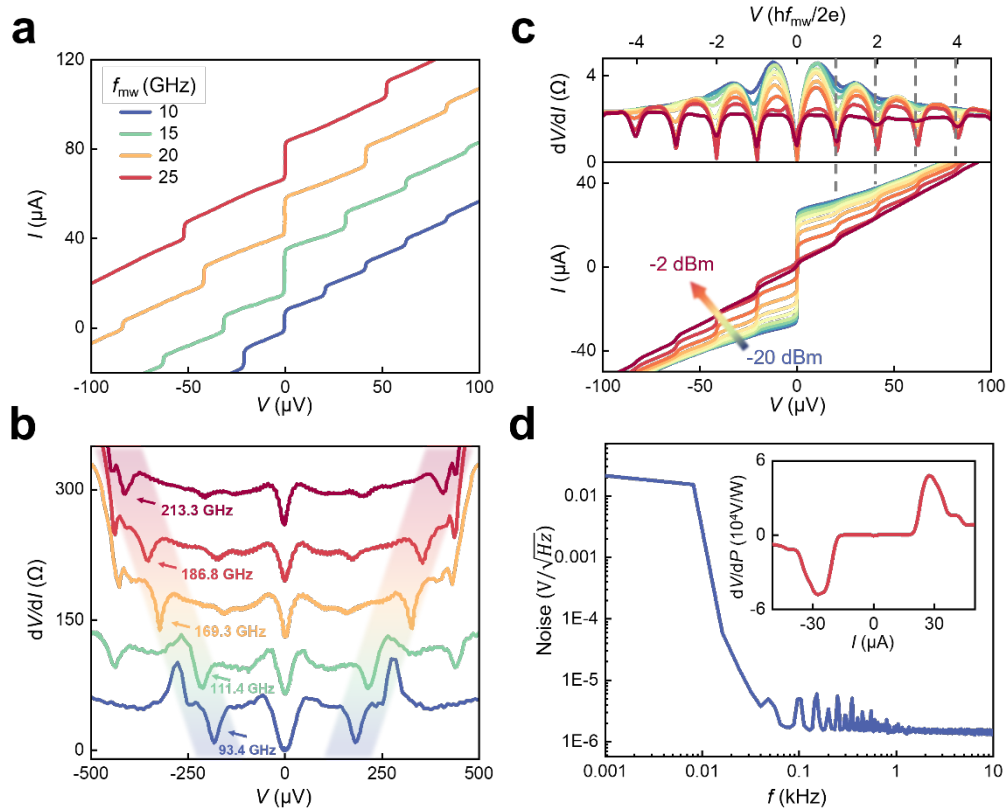 a
120
80
40
0
I (μA)
f_mw (GHz)
10
15
20
25
-100 -50 0 50 100
V (μV)
c
V (hf_mw/2e)
-4 -2 0 2 4
4
2
0
dV/dI (Ω)
40
0
-40
I (μA)
-2 dBm
-20 dBm
-100 -50 0 50 100
V (μV)
b
300
150
0
dV/dI (Ω)
213.3 GHz
186.8 GHz
169.3 GHz
111.4 GHz
93.4 GHz
-500 -250 0 250 500
V (μV)
d
0.01
0.001
1E-4
1E-5
1E-6
Noise (V/√Hz)
6
0
-6
dV/dP (10⁴V/W)
-30 0 30
I (μA)
0.001 0.01 0.1 1 10
f (kHz)